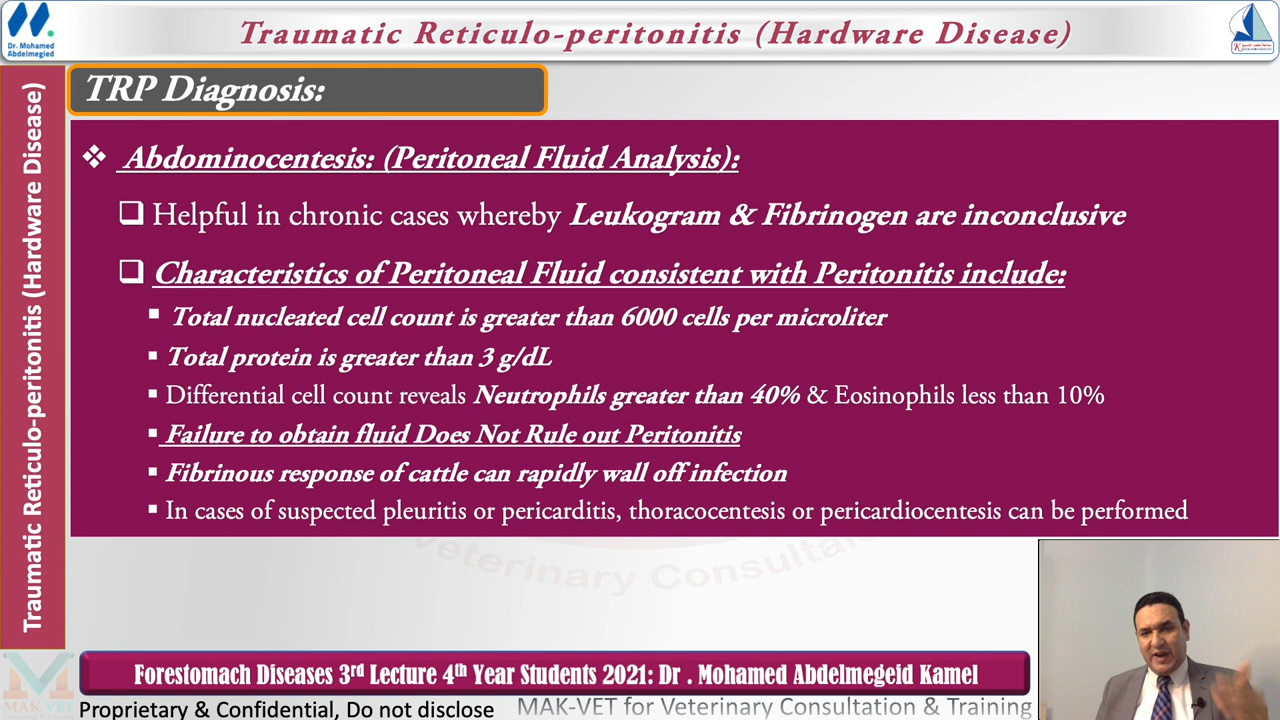 Dr. Mohamed
Abdelmegied
Traumatic Reticulo-peritonitis (Hardware Disease)
Traumatic Reticulo-peritonitis (Hardware Disease)
TRP Diagnosis:
❖ Abdominocentesis: (Peritoneal Fluid Analysis):
❑ Helpful in chronic cases whereby Leukogram & Fibrinogen are inconclusive
❑ Characteristics of Peritoneal Fluid consistent with Peritonitis include:
▪ Total nucleated cell count is greater than 6000 cells per microliter
▪ Total protein is greater than 3 g/dL
▪ Differential cell count reveals Neutrophils greater than 40% & Eosinophils less than 10%
▪ Failure to obtain fluid Does Not Rule out Peritonitis
▪ Fibrinous response of cattle can rapidly wall off infection
▪ In cases of suspected pleuritis or pericarditis, thoracocentesis or pericardiocentesis can be performed
Veterinary Consulta
Forestomach Diseases 3rd Lecture 4th Year Students 2021: Dr . Mohamed Abdelmegeid Kamel
MAK-VET
Proprietary & Confidential, Do not disclose
MAK-VET for Veterinary Consultation & Training